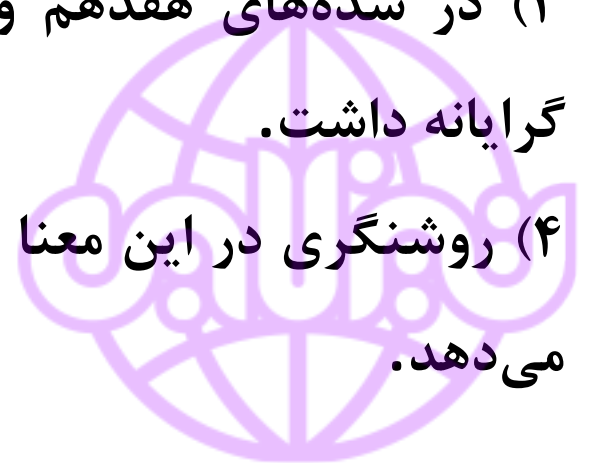 در سده‌های هفدهم و
گرایانه داشت.
۴) روشنگری در این معنا
می‌دهد.